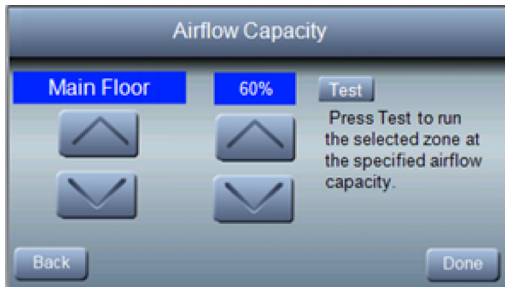 Airflow Capacity
Main Floor
60%
Test
Press Test to run
the selected zone at
the specified airflow
capacity.
Back
Done